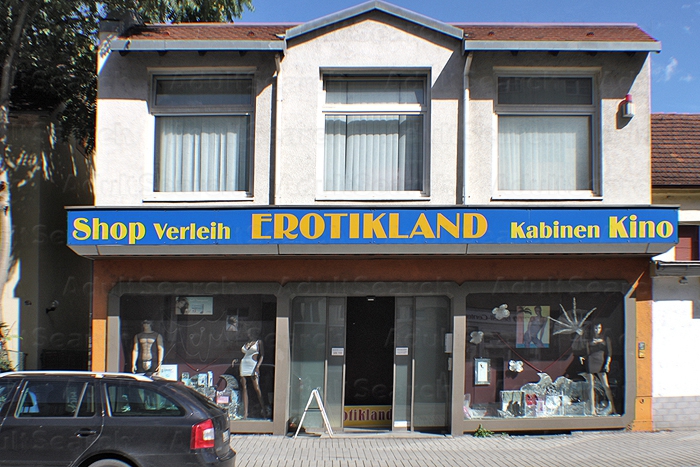 Shop Verleih EROTIKLAND Kabinen Kino
Erotikland